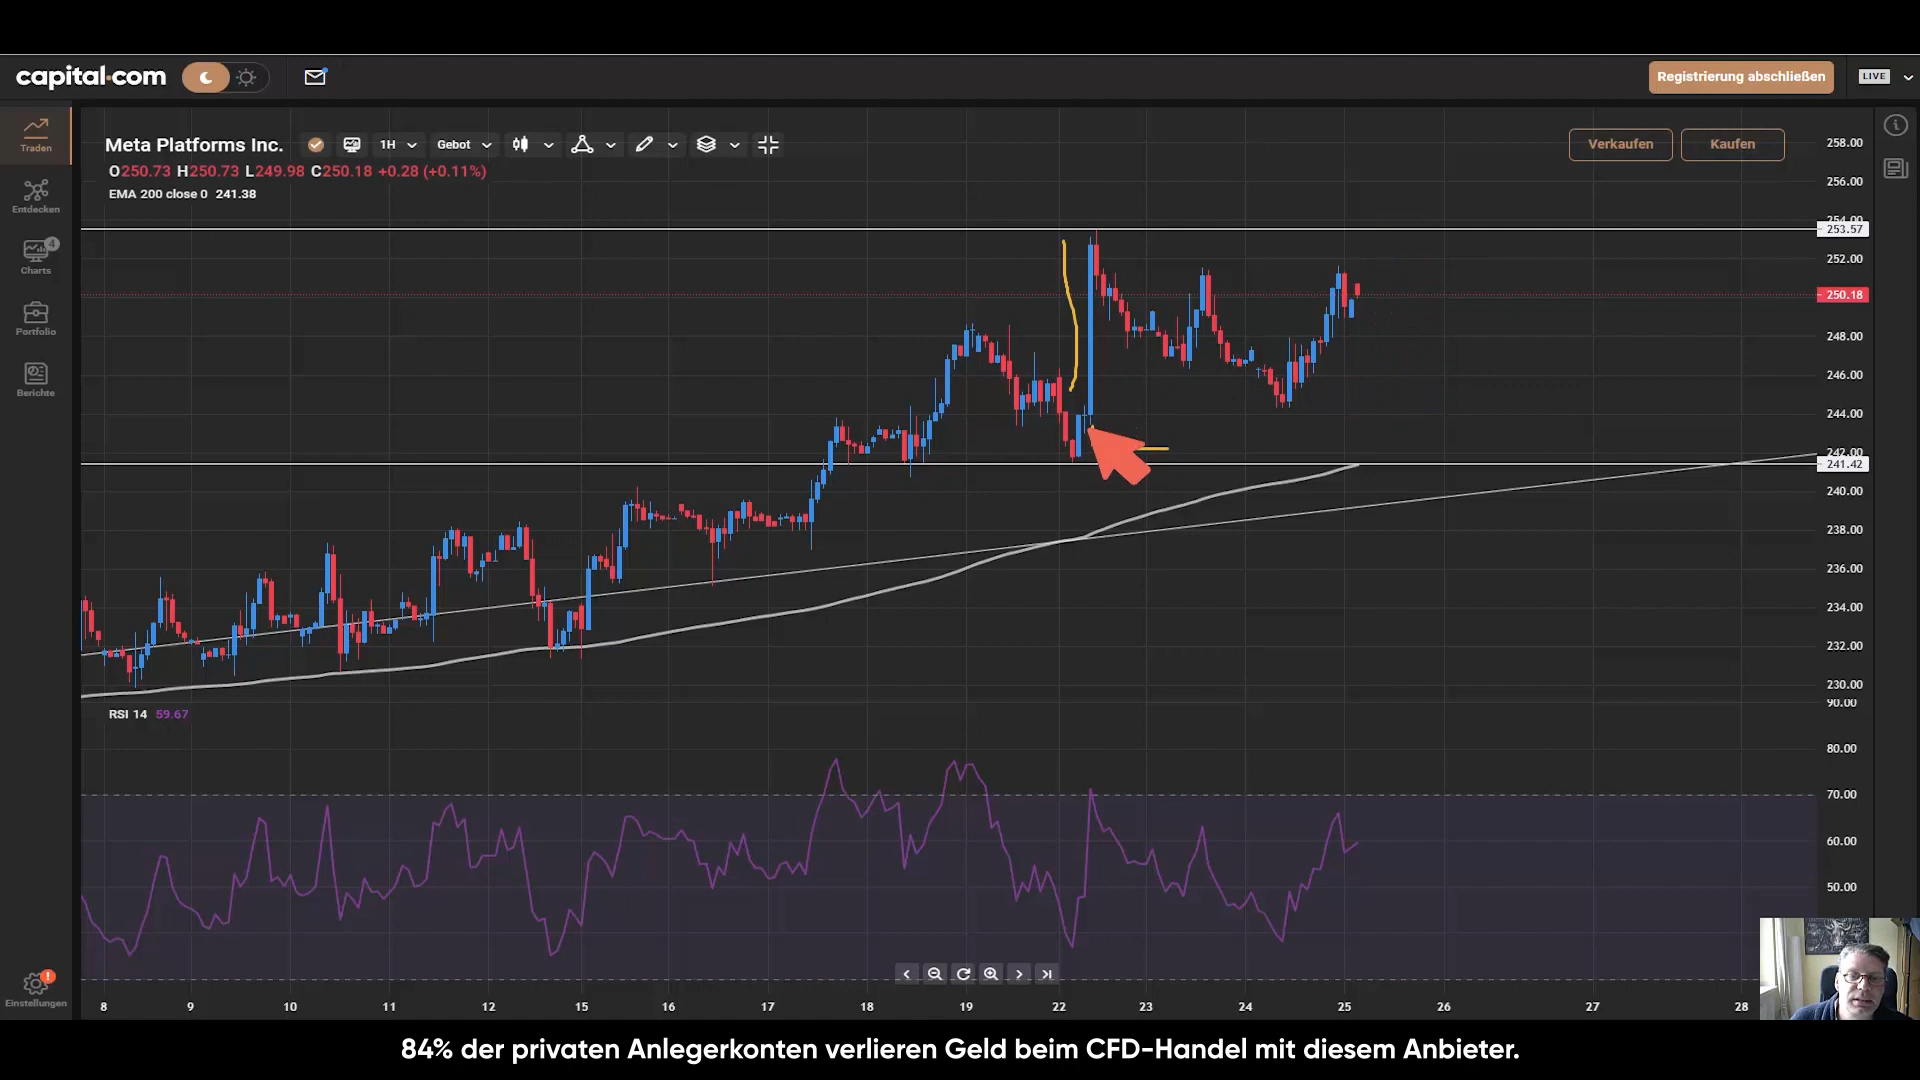 capital.com
Registrierung abschließen
LIVE
Traden
Entdecken
4
Charts
Portfolio
Berichte
Einstellungen
Meta Platforms Inc.
1H
Gebot
Verkaufen
Kaufen
O250.73 H250.73 L249.98 C250.18 +0.28 (+0.11%)
EMA 200 close 0 241.38
258.00
256.00
254.00
253.57
252.00
250.18
248.00
246.00
244.00
242.00
241.42
240.00
238.00
236.00
234.00
232.00
230.00
RSI 14 59.67
90.00
80.00
70.00
60.00
50.00
8 9 10 11 12 15 16 17 18 19 22 23 24 25 26 27 28
84% der privaten Anlegerkonten verlieren Geld beim CFD-Handel mit diesem Anbieter.